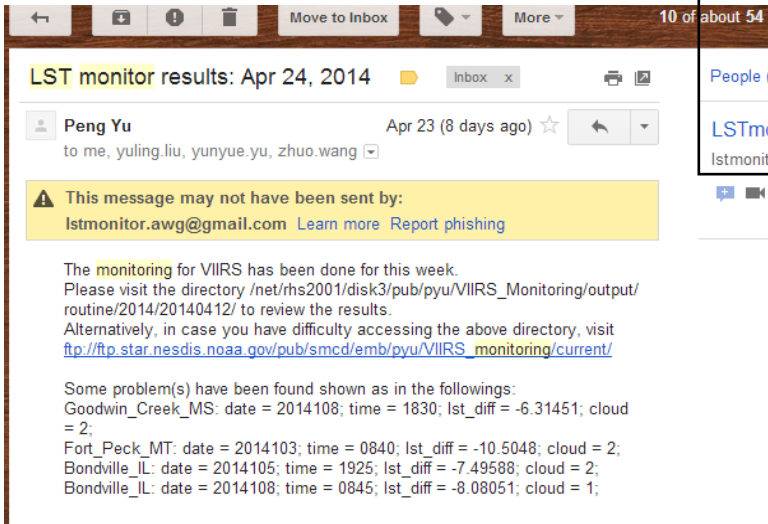 Move to Inbox
More
10 of about 54
LST monitor results: Apr 24, 2014
Inbox x
People
Peng Yu
Apr 23 (8 days ago)
to me, yuling.liu, yunyue.yu, zhuo.wang
This message may not have been sent by:
lstmonitor.awg@gmail.com Learn more Report phishing
The monitoring for VIIRS has been done for this week.
Please visit the directory /net/rhs2001/disk3/pub/pyu/VIIRS_Monitoring/output/
routine/2014/20140412/ to review the results.
Alternatively, in case you have difficulty accessing the above directory, visit
ftp://ftp.star.nesdis.noaa.gov/pub/smcd/emb/pyu/VIIRS_monitoring/current/
Some problem(s) have been found shown as in the followings:
Goodwin_Creek_MS: date = 2014108; time = 1830; lst_diff = -6.31451; cloud
= 2;
Fort_Peck_MT: date = 2014103; time = 0840; lst_diff = -10.5048; cloud = 2;
Bondville_IL: date = 2014105; time = 1925; lst_diff = -7.49588; cloud = 2;
Bondville_IL: date = 2014108; time = 0845; lst_diff = -8.08051; cloud = 1;